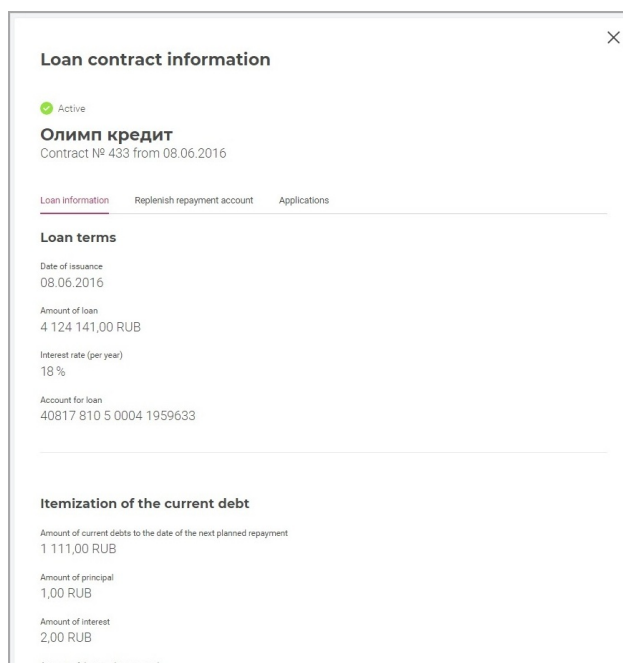 Loan contract information
Active
Олимп кредит
Contract № 433 from 08.06.2016
Loan information Replenish repayment account Applications
Loan terms
Date of issuance
08.06.2016
Amount of loan
4 124 141,00 RUB
Interest rate (per year)
18 %
Account for loan
40817 810 5 0004 1959633
Itemization of the current debt
Amount of current debts to the date of the next planned repayment
1 111,00 RUB
Amount of principal
1,00 RUB
Amount of interest
2,00 RUB